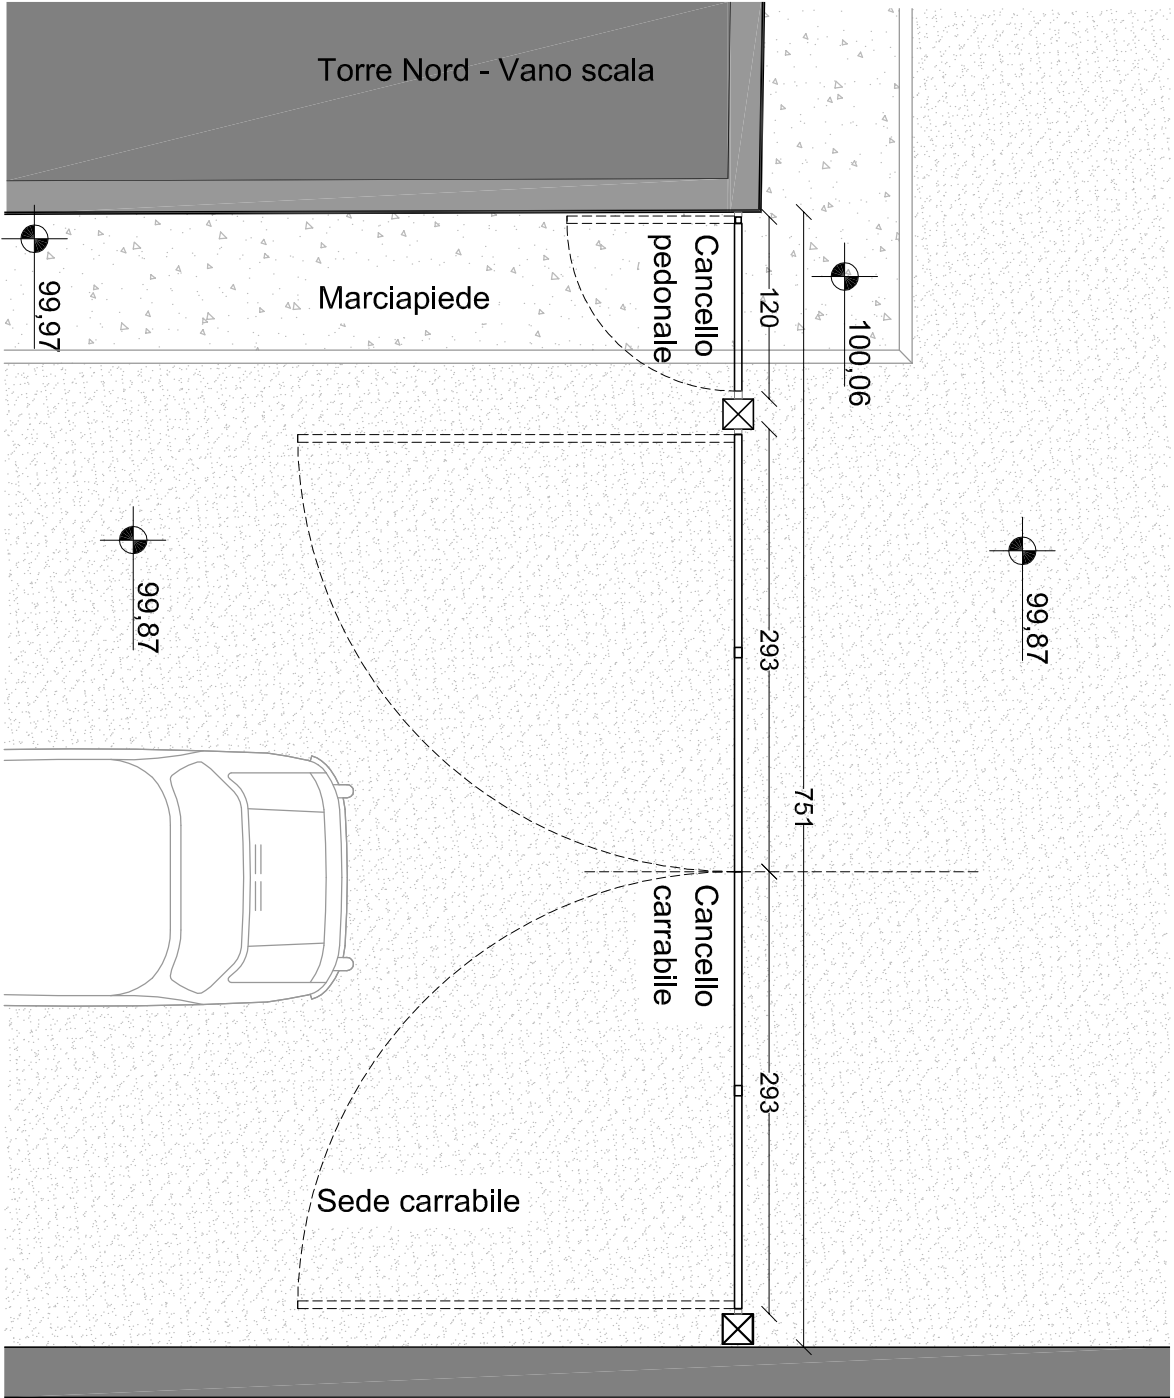 Torre Nord - Vano scala
Cancello
pedonale
120
99,97
Marciapiede
100,06
99,87
99,87
293
751
Cancello
carrabile
293
Sede carrabile